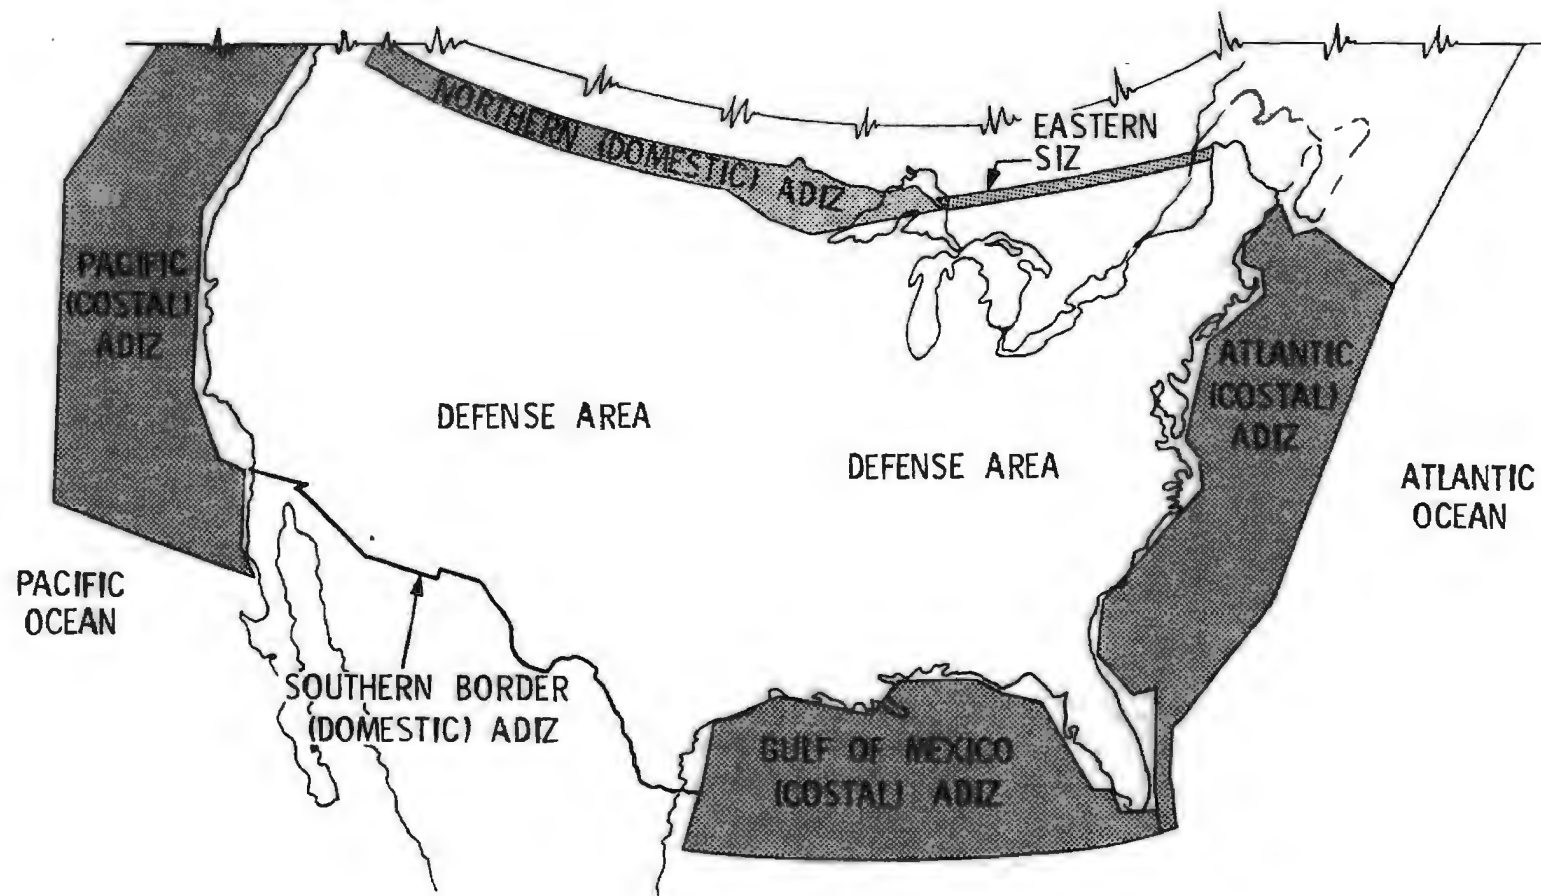 NORTHERN (DOMESTIC) ADIZ
EASTERN
SIZ
PACIFIC
(COSTAL)
ADIZ
ATLANTIC
(COSTAL)
ADIZ
DEFENSE AREA
DEFENSE AREA
ATLANTIC
OCEAN
PACIFIC
OCEAN
SOUTHERN BORDER
(DOMESTIC) ADIZ
GULF OF MEXICO
(COSTAL) ADIZ